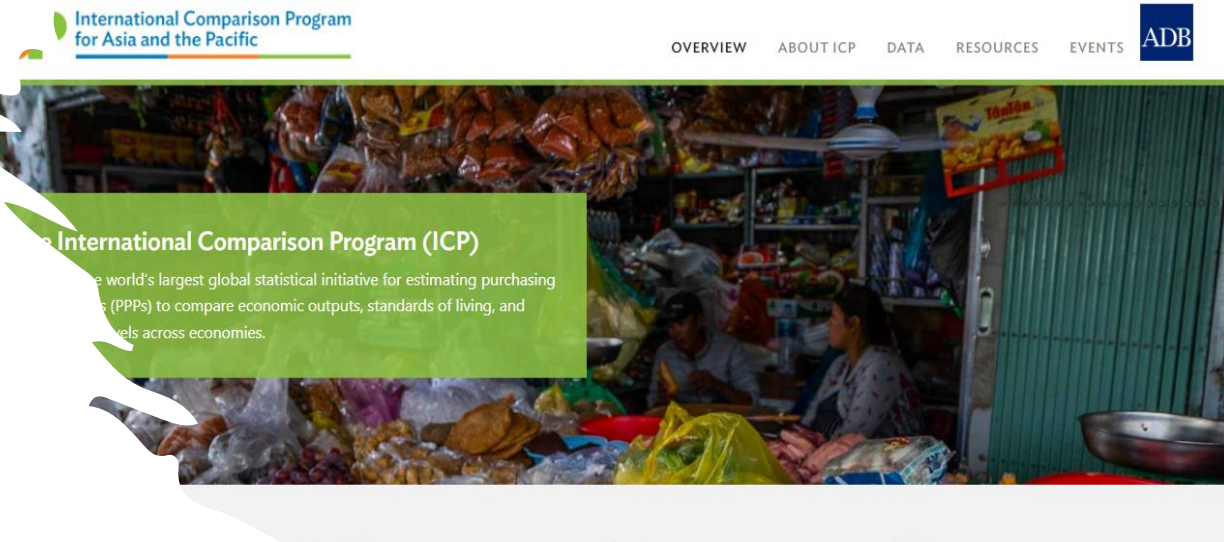 International Comparison Program
for Asia and the Pacific
OVERVIEW ABOUT ICP DATA RESOURCES EVENTS ADB
TânTân
International Comparison Program (ICP)
world's largest global statistical initiative for estimating purchasing
(PPPs) to compare economic outputs, standards of living, and
across economies.